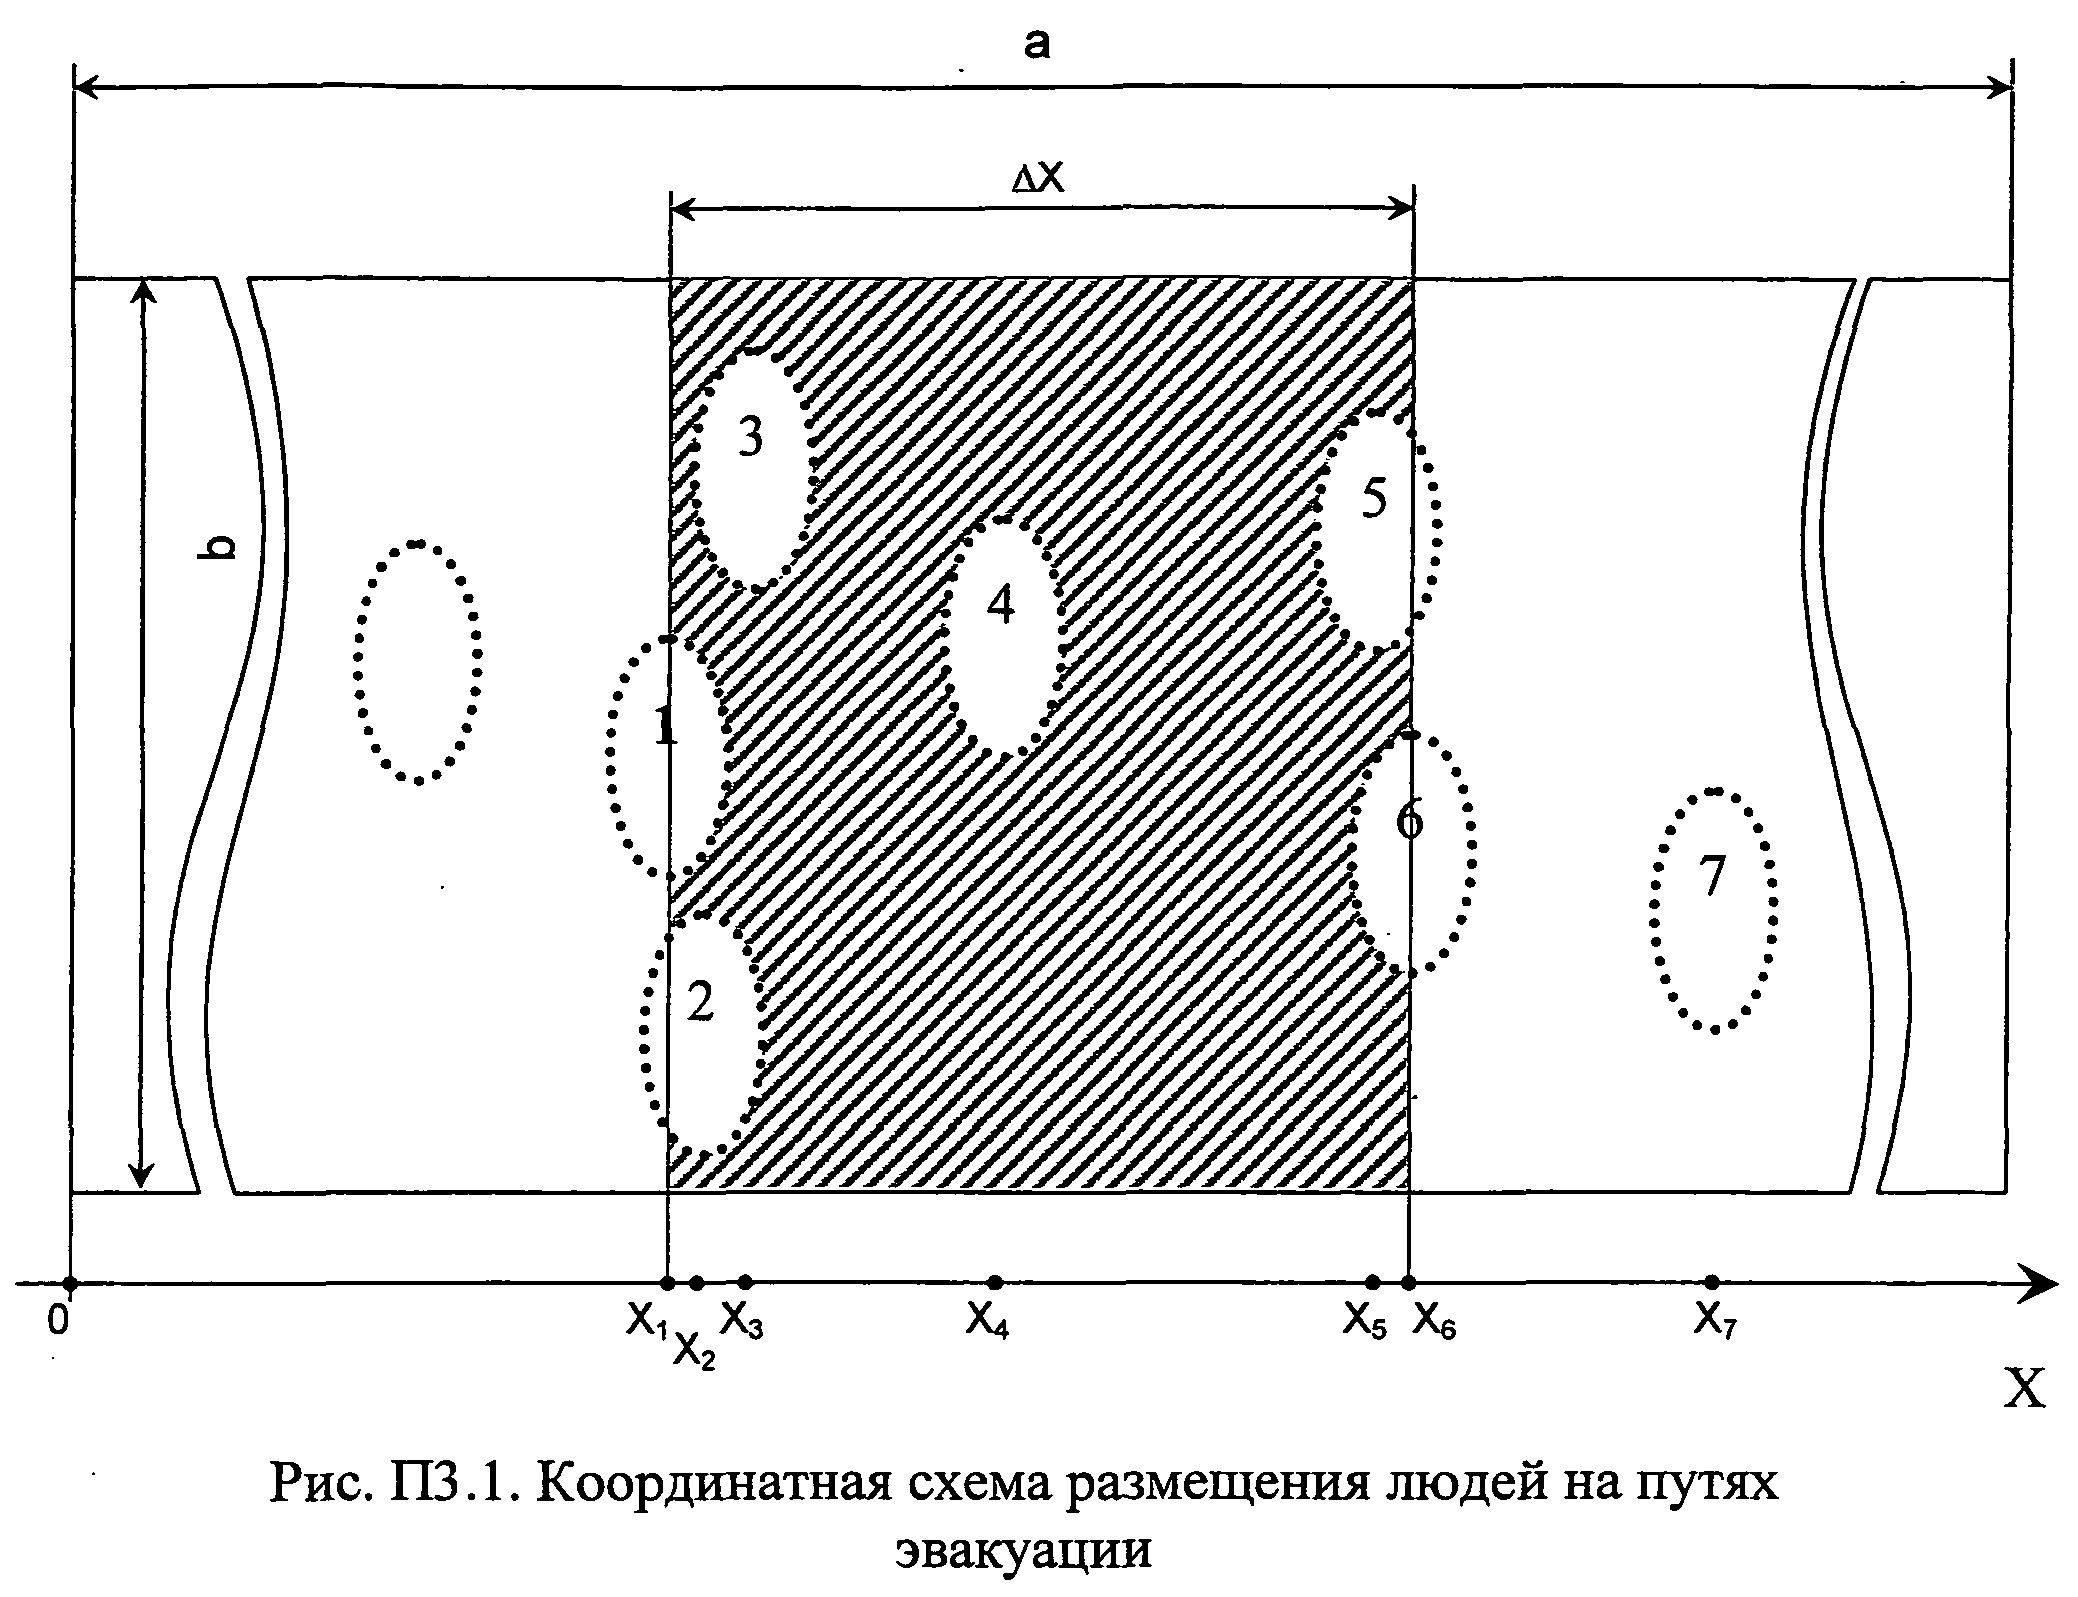 a
ΔX
b
3
5
4
1
6
7
2
0
X₁
X₂
X₃
X₄
X₅
X₆
X₇
X
Рис. П3.1. Координатная схема размещения людей на путях
эвакуации